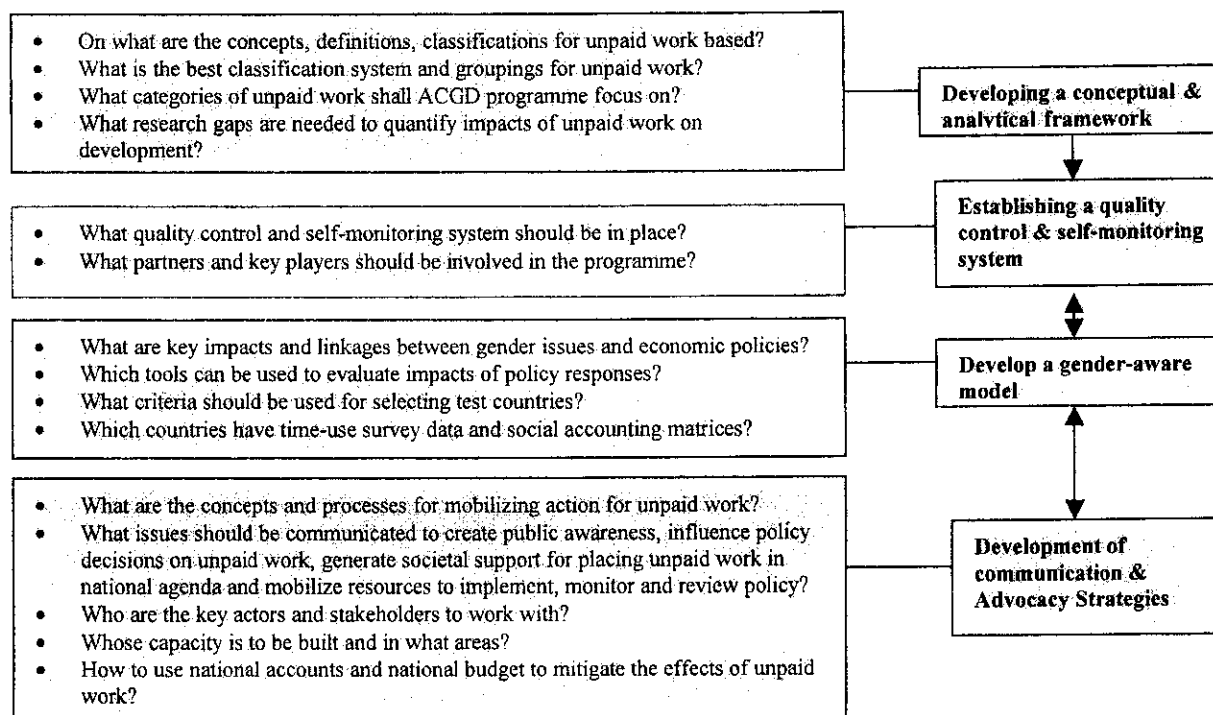 • On what are the concepts, definitions, classifications for unpaid work based?
• What is the best classification system and groupings for unpaid work?
• What categories of unpaid work shall ACGD programme focus on?
• What research gaps are needed to quantify impacts of unpaid work on
development?
Developing a conceptual &
analytical framework
• What quality control and self-monitoring system should be in place?
• What partners and key players should be involved in the programme?
Establishing a quality
control & self-monitoring
system
• What are key impacts and linkages between gender issues and economic policies?
• Which tools can be used to evaluate impacts of policy responses?
• What criteria should be used for selecting test countries?
• Which countries have time-use survey data and social accounting matrices?
Develop a gender-aware
model
• What are the concepts and processes for mobilizing action for unpaid work?
• What issues should be communicated to create public awareness, influence policy
decisions on unpaid work, generate societal support for placing unpaid work in
national agenda and mobilize resources to implement, monitor and review policy?
• Who are the key actors and stakeholders to work with?
• Whose capacity is to be built and in what areas?
• How to use national accounts and national budget to mitigate the effects of unpaid
work?
Development of
communication &
Advocacy Strategies